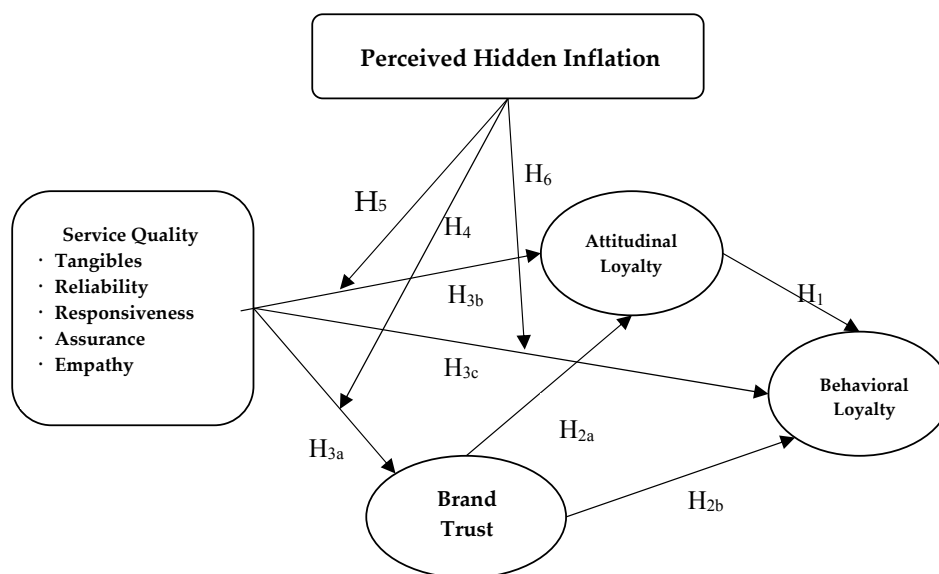 Perceived Hidden Inflation
H6
H5
H4
Service Quality
· Tangibles
· Reliability
· Responsiveness
· Assurance
· Empathy
Attitudinal
Loyalty
H3b
H1
H3c
Behavioral
Loyalty
H2a
H3a
Brand
Trust
H2b